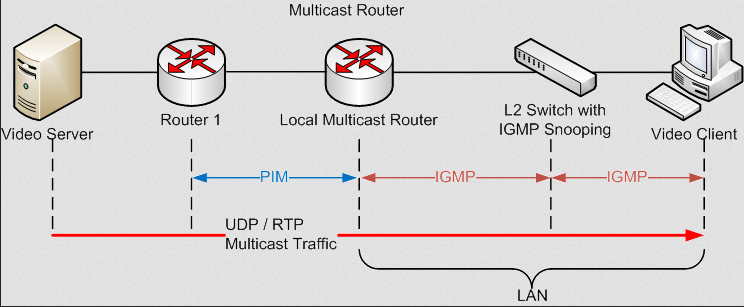 Multicast Router
Video Server
Router 1
Local Multicast Router
L2 Switch with
IGMP Snooping
Video Client
PIM
IGMP
IGMP
UDP / RTP
Multicast Traffic
LAN